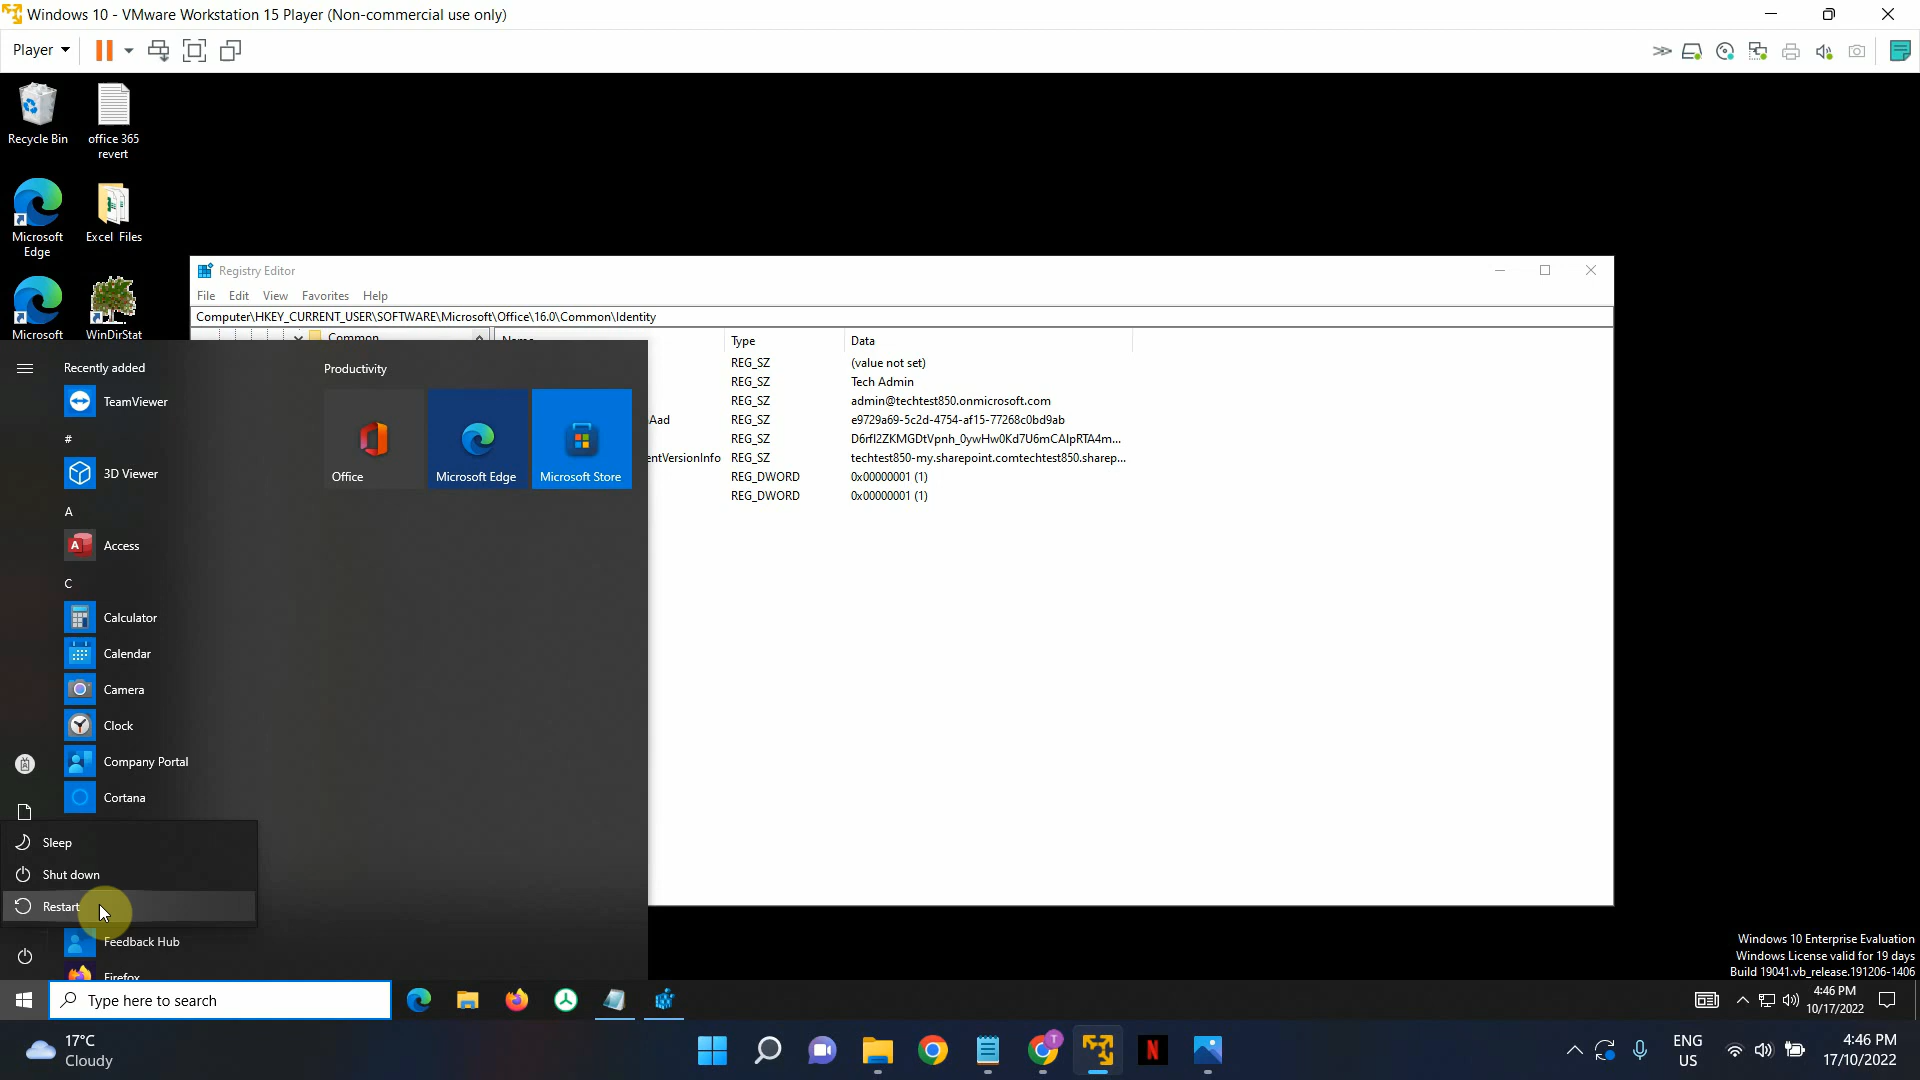 Windows 10 - VMware Workstation 15 Player (Non-commercial use only)
Player
Recycle Bin
office 365
revert
Microsoft
Edge
Excel Files
Microsoft
WinDirStat
Registry Editor
File Edit View Favorites Help
Computer\HKEY_CURRENT_USER\SOFTWARE\Microsoft\Office\16.0\Common\Identity
Common
Name Type Data
REG_SZ (value not set)
REG_SZ Tech Admin
REG_SZ admin@techtest850.onmicrosoft.com
Aad REG_SZ e9729a69-5c2d-4754-af15-77268c0bd9ab
REG_SZ D6rfI2ZKMGDtVpnh_0ywHw0Kd7U6mCAIpRTA4m...
entVersionInfo REG_SZ techtest850-my.sharepoint.comtechtest850.sharep...
REG_DWORD 0x00000001 (1)
REG_DWORD 0x00000001 (1)
Recently added
TeamViewer
#
3D Viewer
A
Access
C
Calculator
Calendar
Camera
Clock
Company Portal
Cortana
Productivity
Office
Microsoft Edge
Microsoft Store
Sleep
Shut down
Restart
Feedback Hub
Firefox
Windows 10 Enterprise Evaluation
Windows License valid for 19 days
Build 19041.vb_release.191206-1406
Type here to search
4:46 PM
10/17/2022
17°C
Cloudy
T
N
ENG
US
4:46 PM
17/10/2022